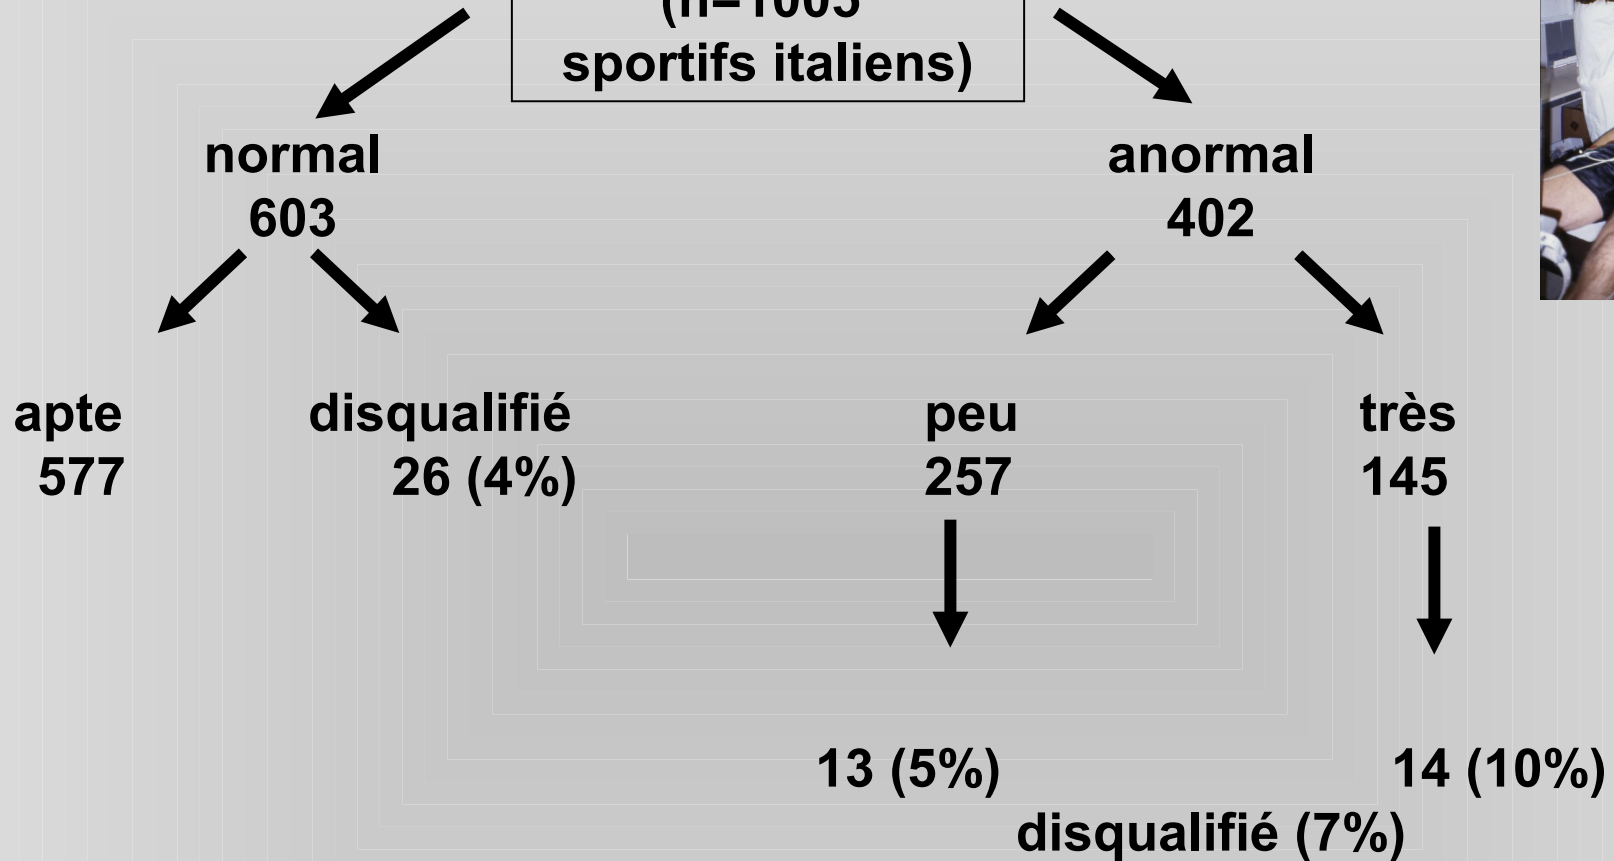 (n=1005
sportifs italiens)
normal
603
anormal
402
apte
577
disqualifié
26 (4%)
peu
257
très
145
13 (5%)
14 (10%)
disqualifié (7%)